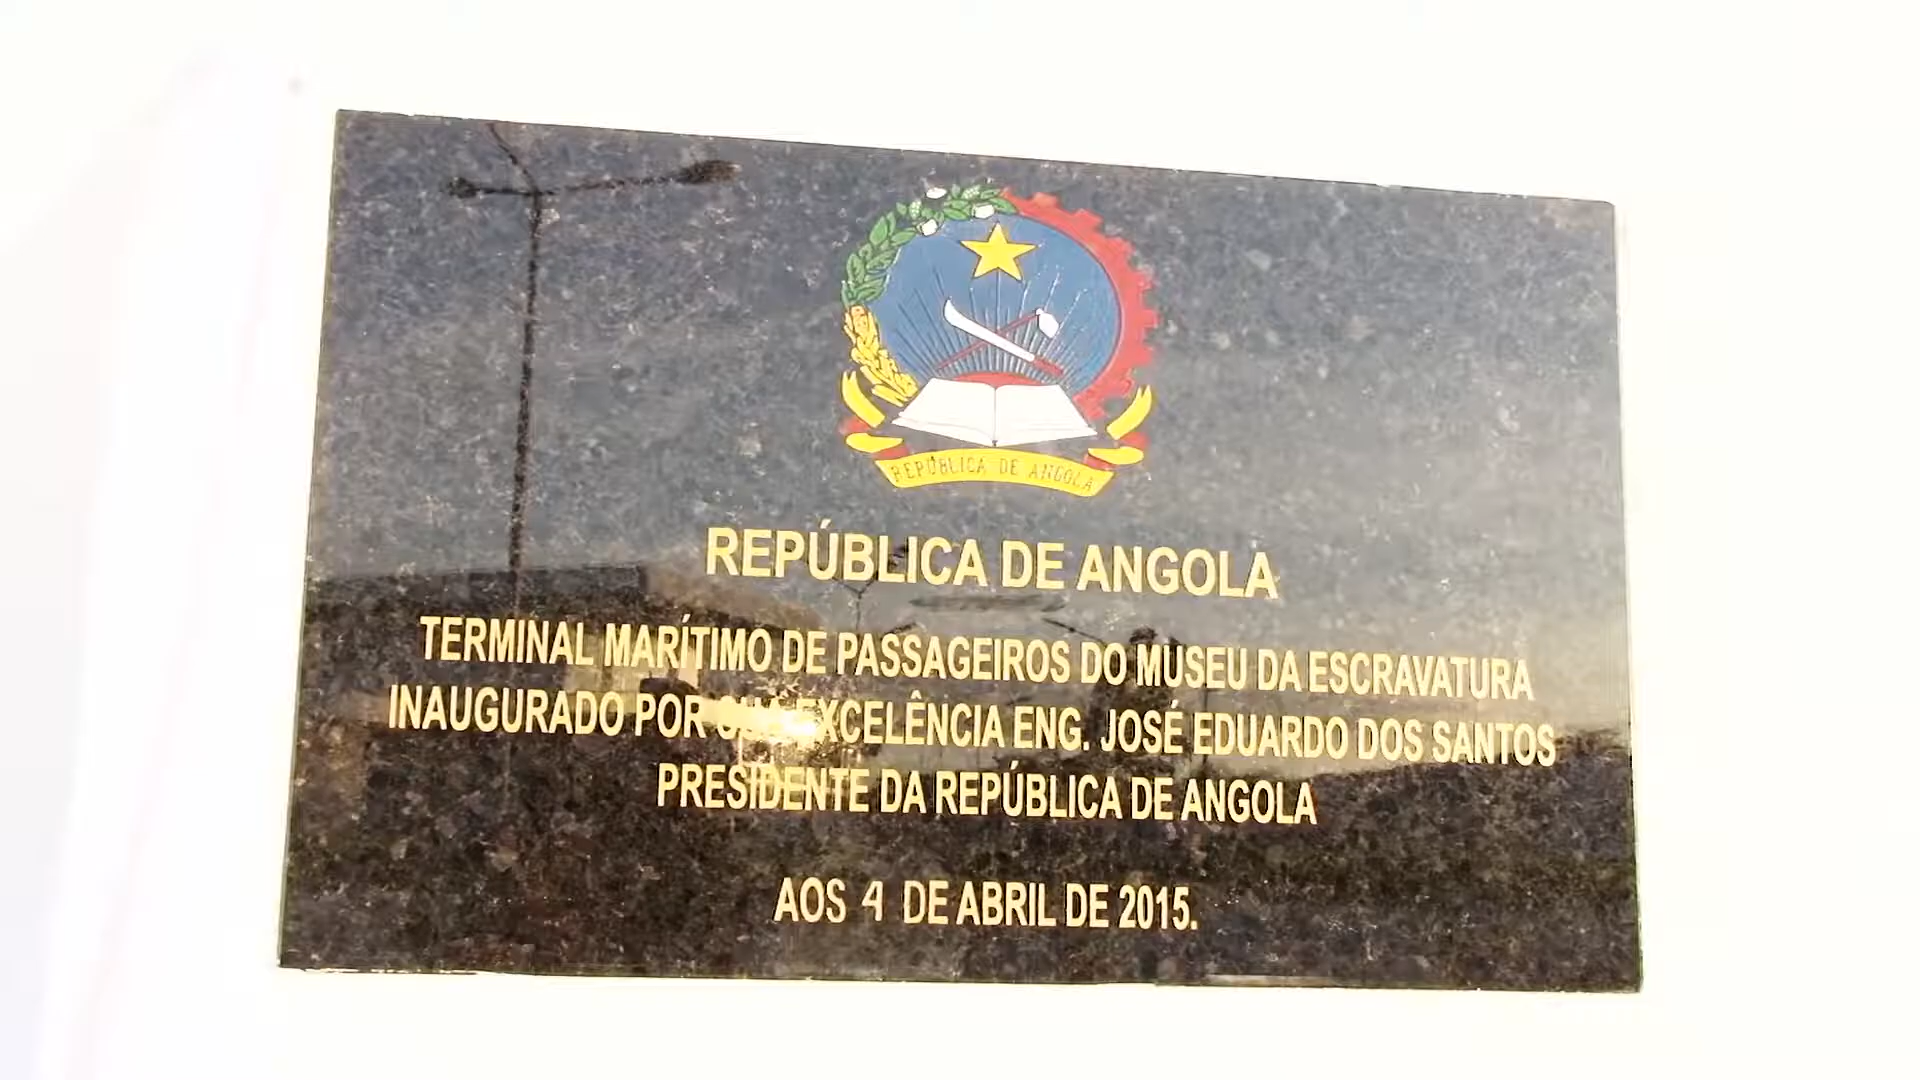 REPÚBLICA DE ANGOLA
REPÚBLICA DE ANGOLA
TERMINAL MARÍTIMO DE PASSAGEIROS DO MUSEU DA ESCRAVATURA
INAUGURADO POR SUA EXCELÊNCIA ENG. JOSÉ EDUARDO DOS SANTOS
PRESIDENTE DA REPÚBLICA DE ANGOLA
AOS 4 DE ABRIL DE 2015.